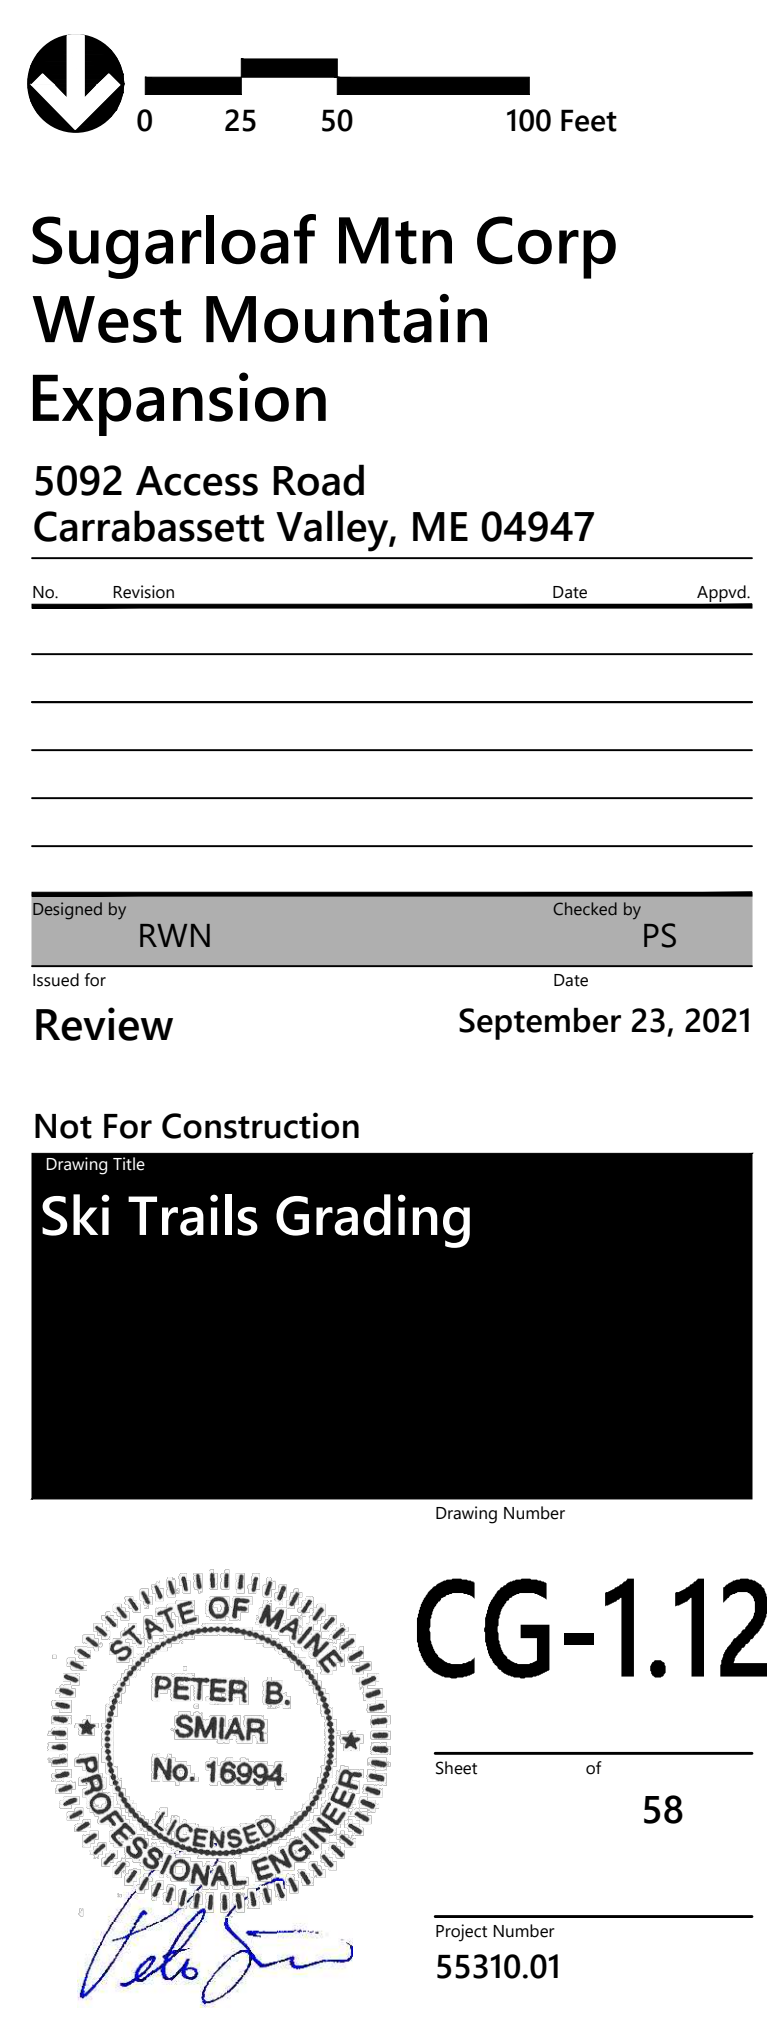 0 25 50 100 Feet
Sugarloaf Mtn Corp
West Mountain
Expansion
5092 Access Road
Carrabassett Valley, ME 04947
No. Revision Date Appvd.
Designed by Checked by
RWN PS
Issued for Date
Review September 23, 2021
Not For Construction
Drawing Title
Ski Trails Grading
Drawing Number
CG-1.12
STATE OF MAINE
PETER B.
SMIAR
No. 16994
LICENSED
PROFESSIONAL ENGINEER
Sheet of
58
Project Number
55310.01